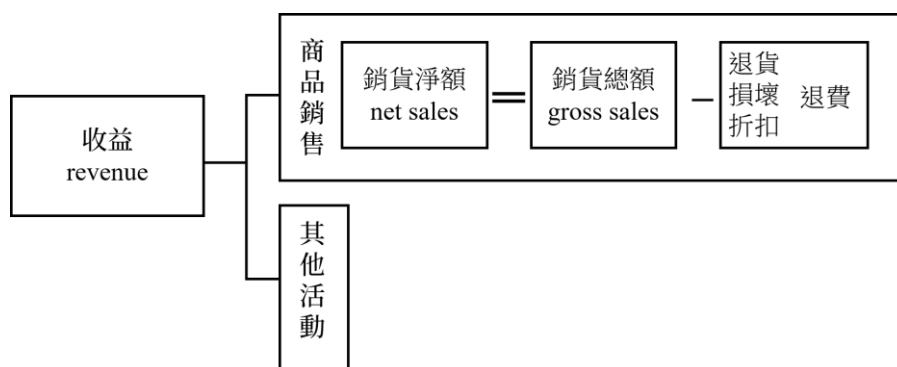 收益
revenue
商品銷售
銷貨淨額
net sales
=
銷貨總額
gross sales
–
退貨
損壞
折扣
退費
其他活動